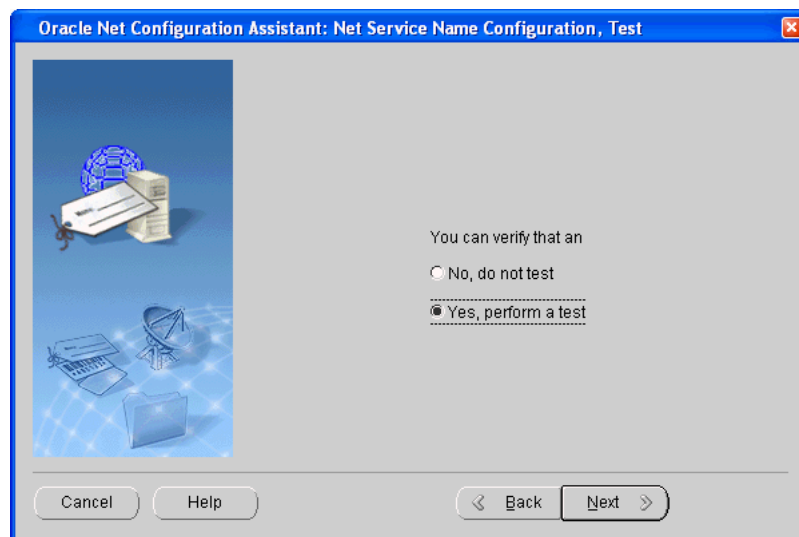 Oracle Net Configuration Assistant: Net Service Name Configuration, Test
You can verify that an
No, do not test
Yes, perform a test
Cancel
Help
Back
Next